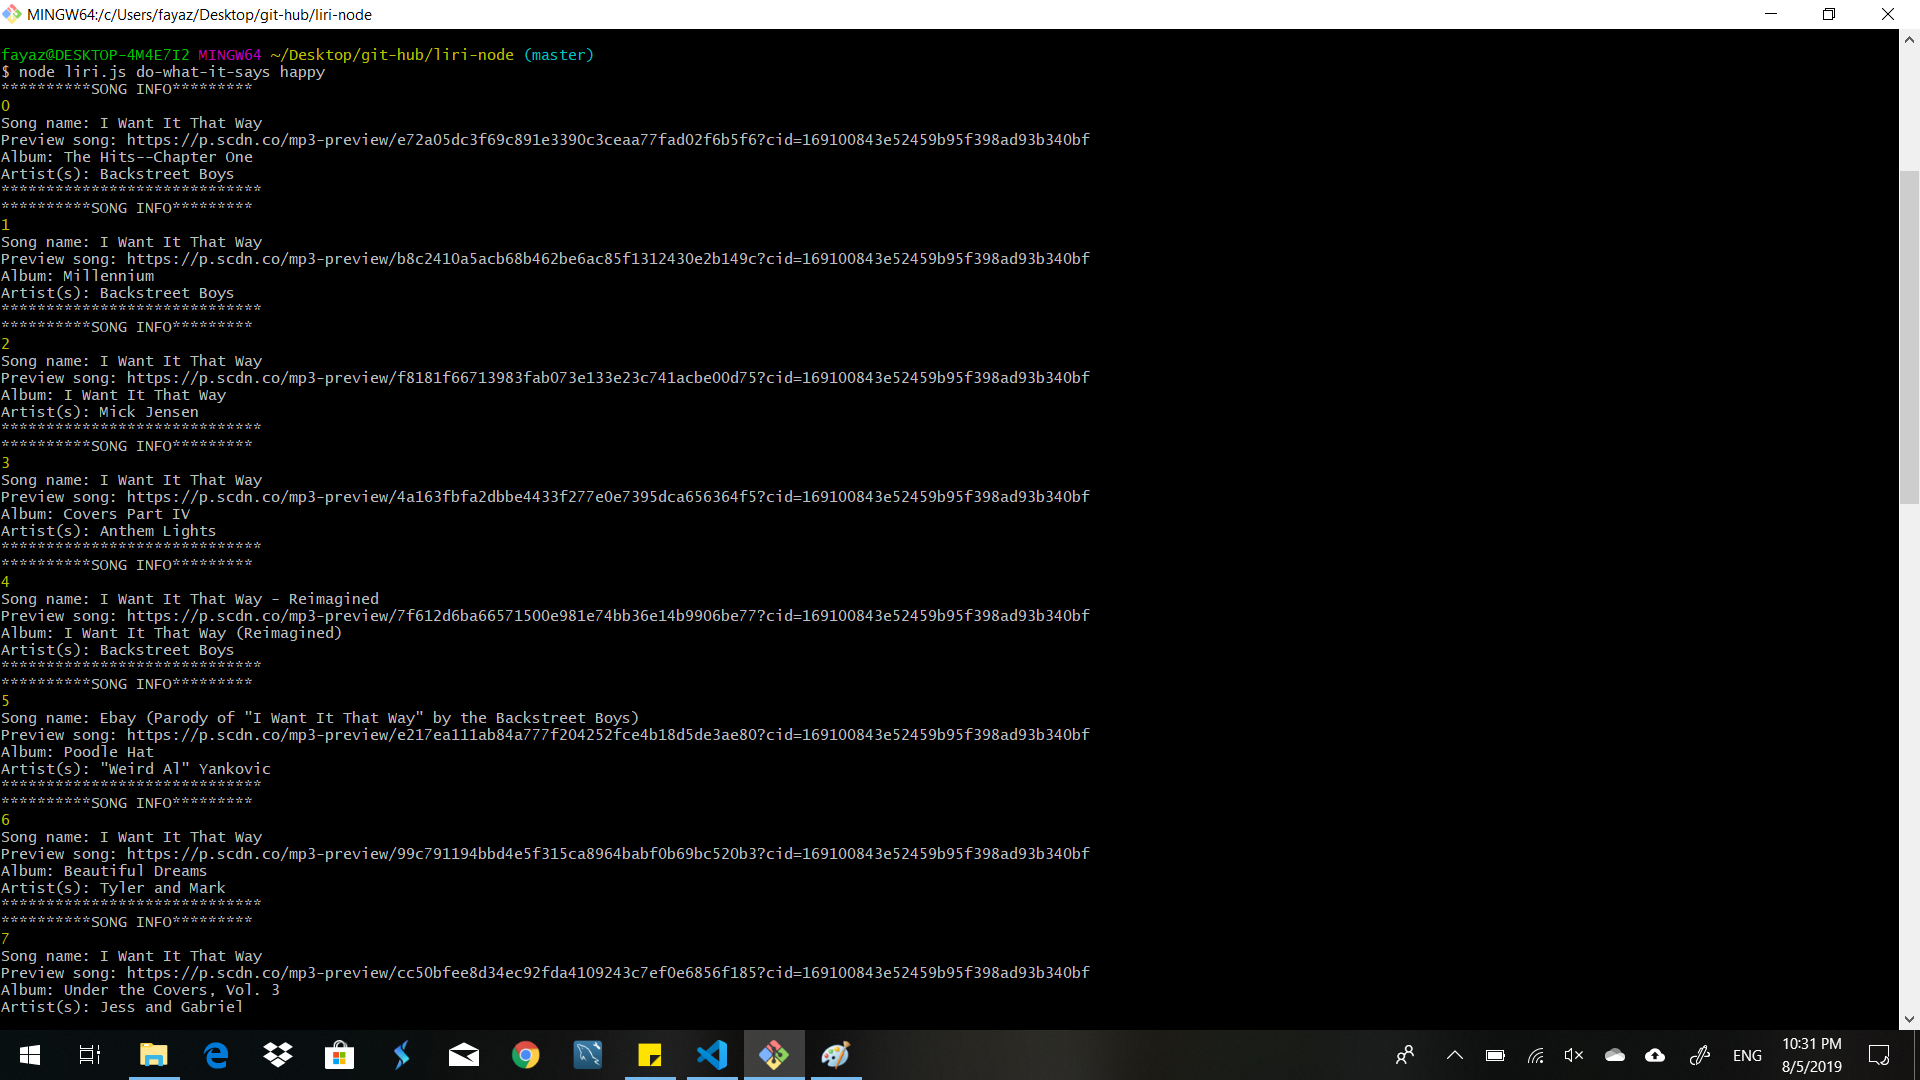 MINGW64:/c/Users/fayaz/Desktop/git-hub/liri-node
fayaz@DESKTOP-4M4E7I2 MINGW64 ~/Desktop/git-hub/liri-node (master)
$ node liri.js do-what-it-says happy
**********SONG INFO*********
0
Song name: I Want It That Way
Preview song: https://p.scdn.co/mp3-preview/e72a05dc3f69c891e3390c3ceaa77fad02f6b5f6?cid=169100843e52459b95f398ad93b340bf
Album: The Hits--Chapter One
Artist(s): Backstreet Boys
*****************************
**********SONG INFO*********
1
Song name: I Want It That Way
Preview song: https://p.scdn.co/mp3-preview/b8c2410a5acb68b462be6ac85f1312430e2b149c?cid=169100843e52459b95f398ad93b340bf
Album: Millennium
Artist(s): Backstreet Boys
*****************************
**********SONG INFO*********
2
Song name: I Want It That Way
Preview song: https://p.scdn.co/mp3-preview/f8181f66713983fab073e133e23c741acbe00d75?cid=169100843e52459b95f398ad93b340bf
Album: I Want It That Way
Artist(s): Mick Jensen
*****************************
**********SONG INFO*********
3
Song name: I Want It That Way
Preview song: https://p.scdn.co/mp3-preview/4a163fbfa2dbbe4433f277e0e7395dca656364f5?cid=169100843e52459b95f398ad93b340bf
Album: Covers Part IV
Artist(s): Anthem Lights
*****************************
**********SONG INFO*********
4
Song name: I Want It That Way - Reimagined
Preview song: https://p.scdn.co/mp3-preview/7f612d6ba66571500e981e74bb36e14b9906be77?cid=169100843e52459b95f398ad93b340bf
Album: I Want It That Way (Reimagined)
Artist(s): Backstreet Boys
*****************************
**********SONG INFO*********
5
Song name: Ebay (Parody of "I Want It That Way" by the Backstreet Boys)
Preview song: https://p.scdn.co/mp3-preview/e217ea111ab84a777f204252fce4b18d5de3ae80?cid=169100843e52459b95f398ad93b340bf
Album: Poodle Hat
Artist(s): "Weird Al" Yankovic
*****************************
**********SONG INFO*********
6
Song name: I Want It That Way
Preview song: https://p.scdn.co/mp3-preview/99c791194bbd4e5f315ca8964babf0b69bc520b3?cid=169100843e52459b95f398ad93b340bf
Album: Beautiful Dreams
Artist(s): Tyler and Mark
*****************************
**********SONG INFO*********
7
Song name: I Want It That Way
Preview song: https://p.scdn.co/mp3-preview/cc50bfee8d34ec92fda4109243c7ef0e6856f185?cid=169100843e52459b95f398ad93b340bf
Album: Under the Covers, Vol. 3
Artist(s): Jess and Gabriel
ENG
10:31 PM
8/5/2019